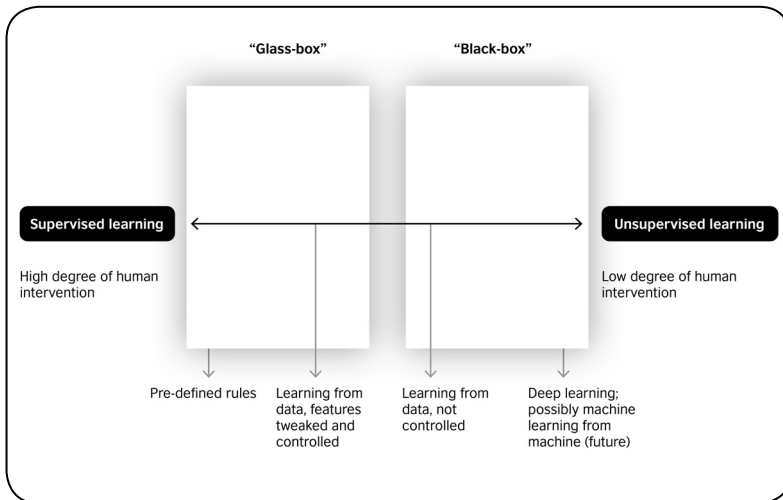 “Glass-box”
“Black-box”
Supervised learning
Unsupervised learning
High degree of human
intervention
Low degree of human
intervention
Pre-defined rules
Learning from
data, features
tweaked and
controlled
Learning from
data, not
controlled
Deep learning;
possibly machine
learning from
machine (future)